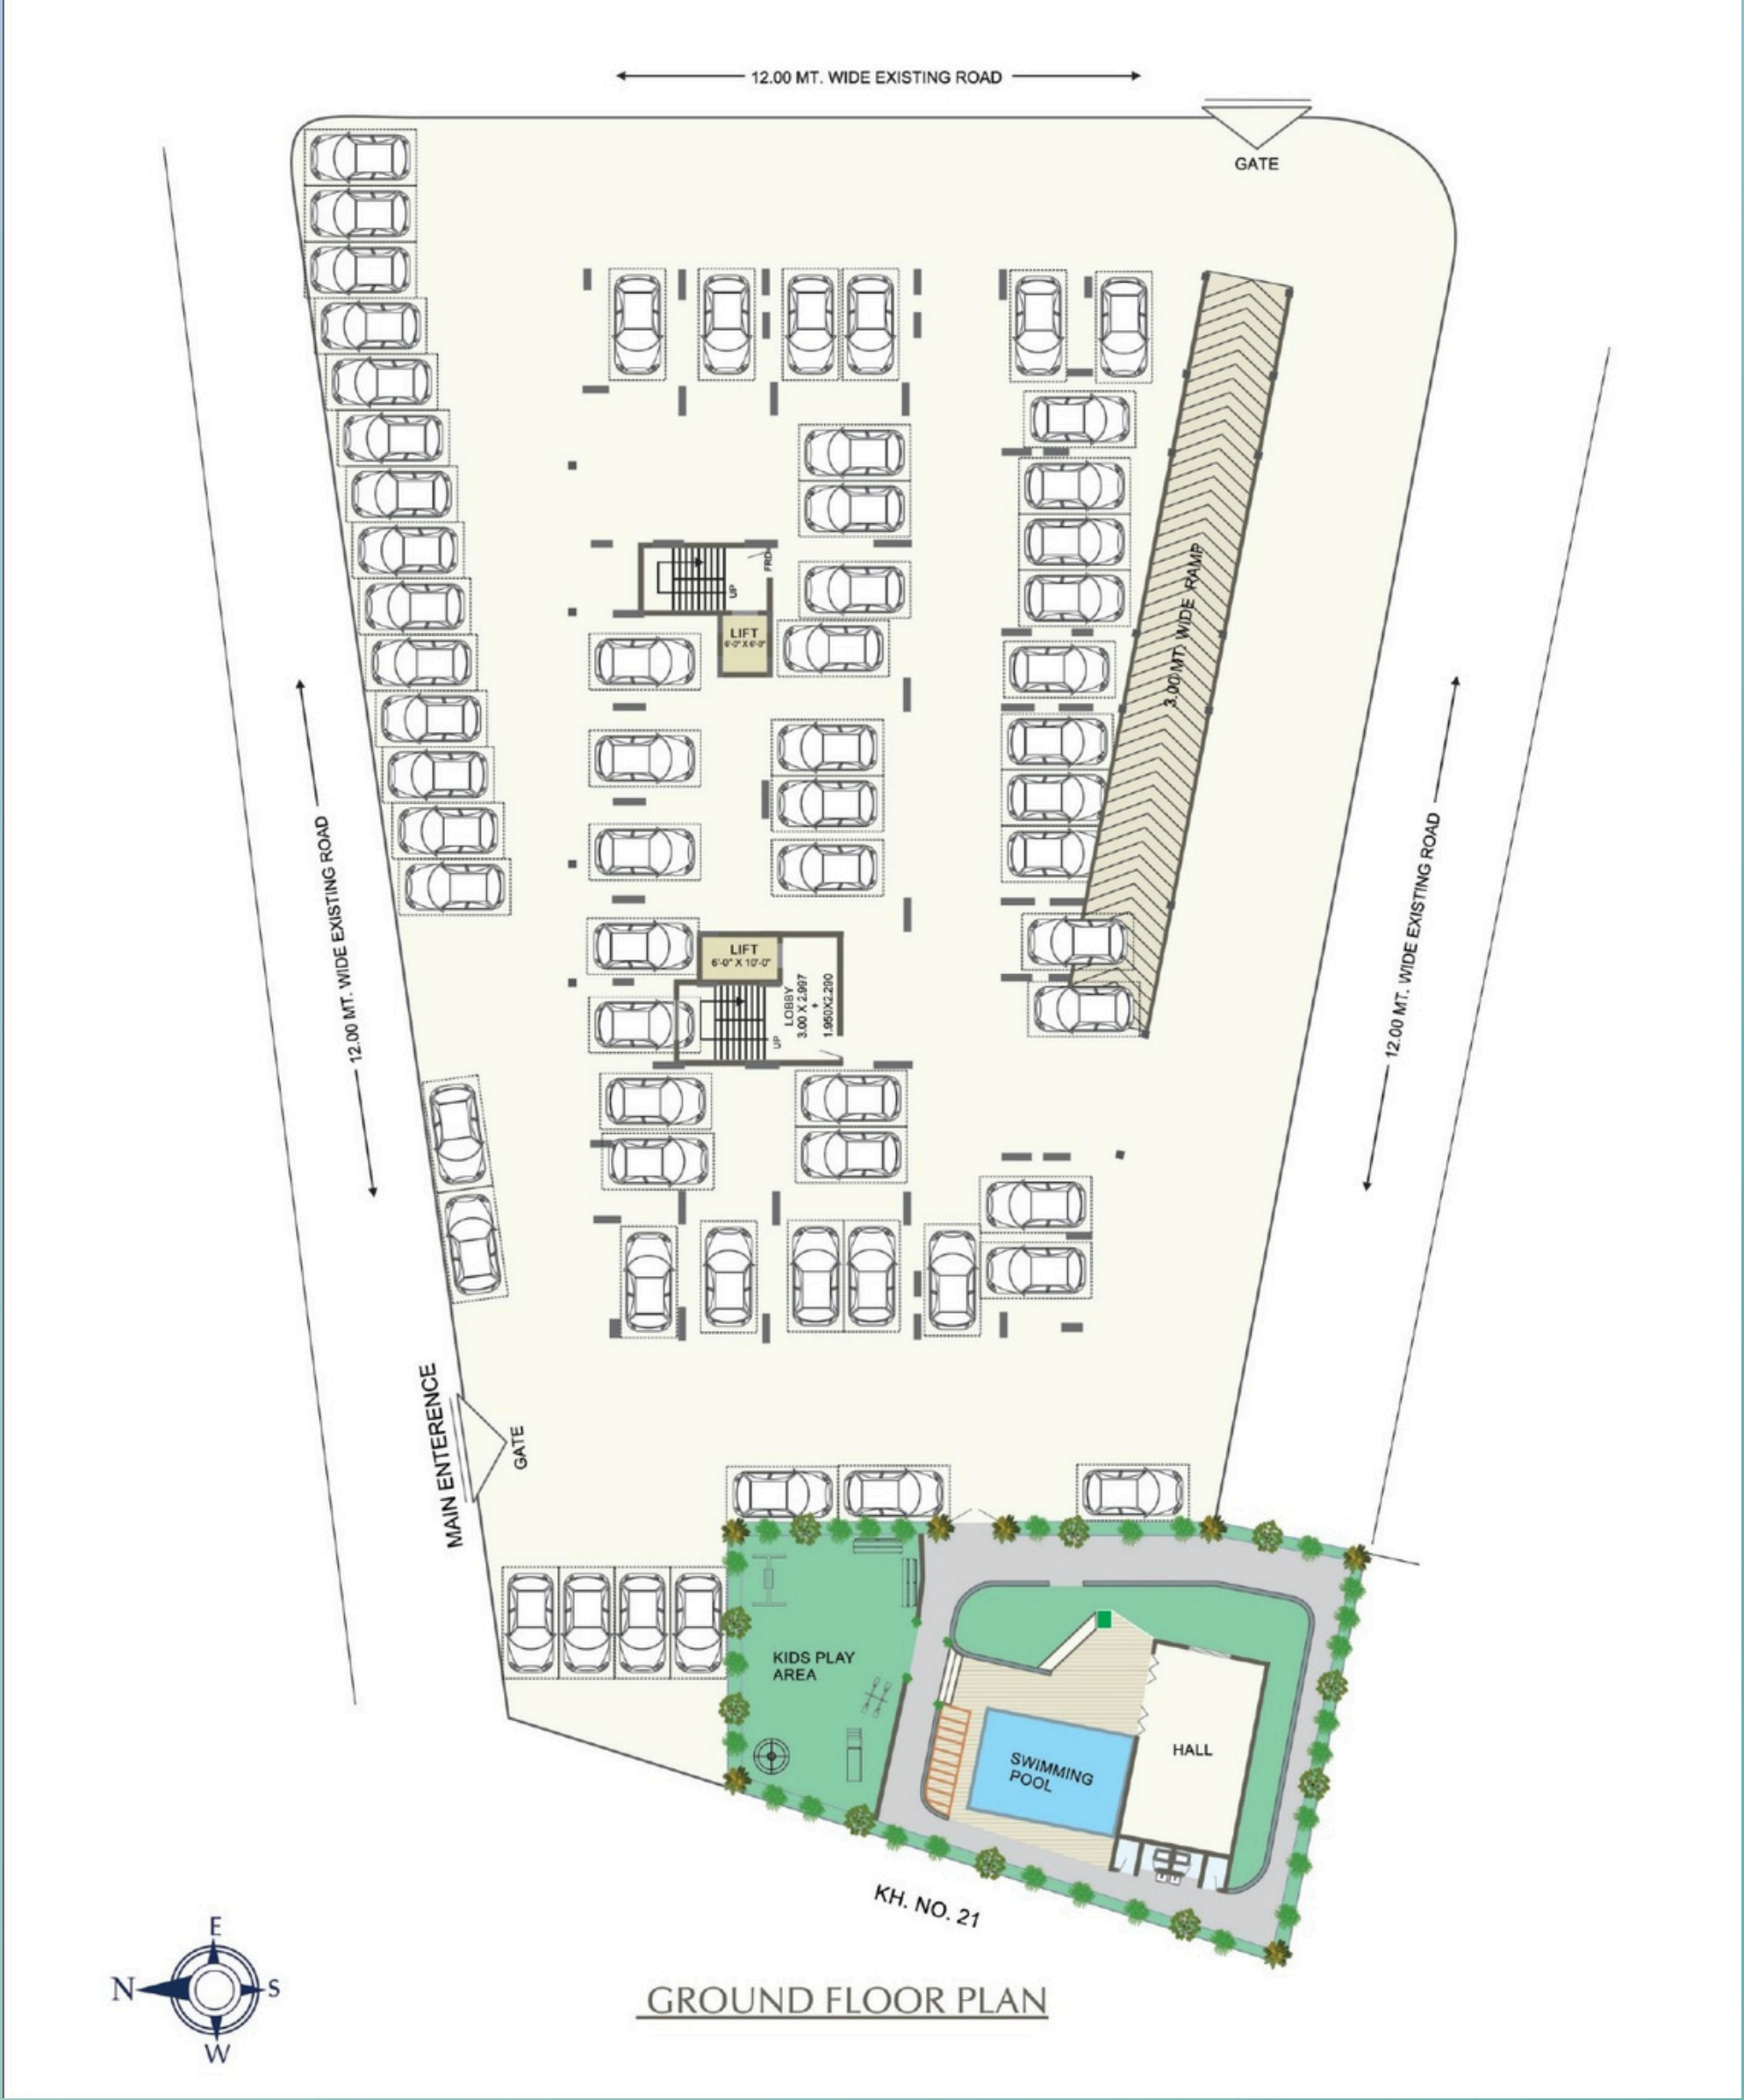 12.00 MT. WIDE EXISTING ROAD
GATE
FRD
UP
LIFT
6'-0" X 6'-0"
3.00 MT. WIDE RAMP
12.00 MT. WIDE EXISTING ROAD
12.00 MT. WIDE EXISTING ROAD
LIFT
6'-0" X 10'-0"
LOBBY
3.00 X 2.997
+
1.950X2.290
UP
MAIN ENTERENCE
GATE
KIDS PLAY
AREA
SWIMMING
POOL
HALL
KH. NO. 21
E
N
S
W
GROUND FLOOR PLAN